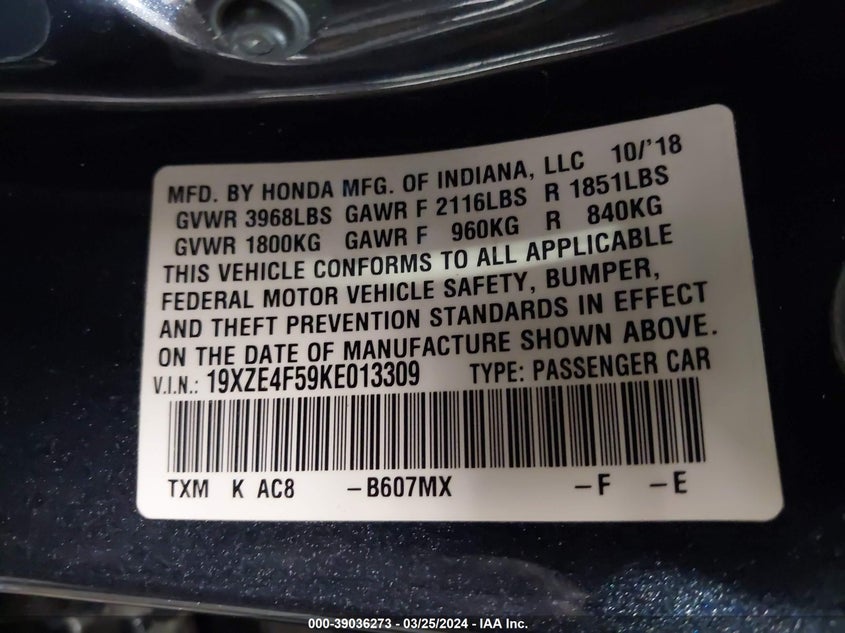 MFD. BY HONDA MFG. OF INDIANA, LLC 10/'18
GVWR 3968LBS GAWR F 2116LBS R 1851LBS
GVWR 1800KG GAWR F 960KG R 840KG
THIS VEHICLE CONFORMS TO ALL APPLICABLE
FEDERAL MOTOR VEHICLE SAFETY, BUMPER,
AND THEFT PREVENTION STANDARDS IN EFFECT
ON THE DATE OF MANUFACTURE SHOWN ABOVE.
V.I.N.: 19XZE4F59KE013309 TYPE: PASSENGER CAR
TXM K AC8 -B607MX -F -E
000-39036273 - 03/25/2024 - IAA, Inc.